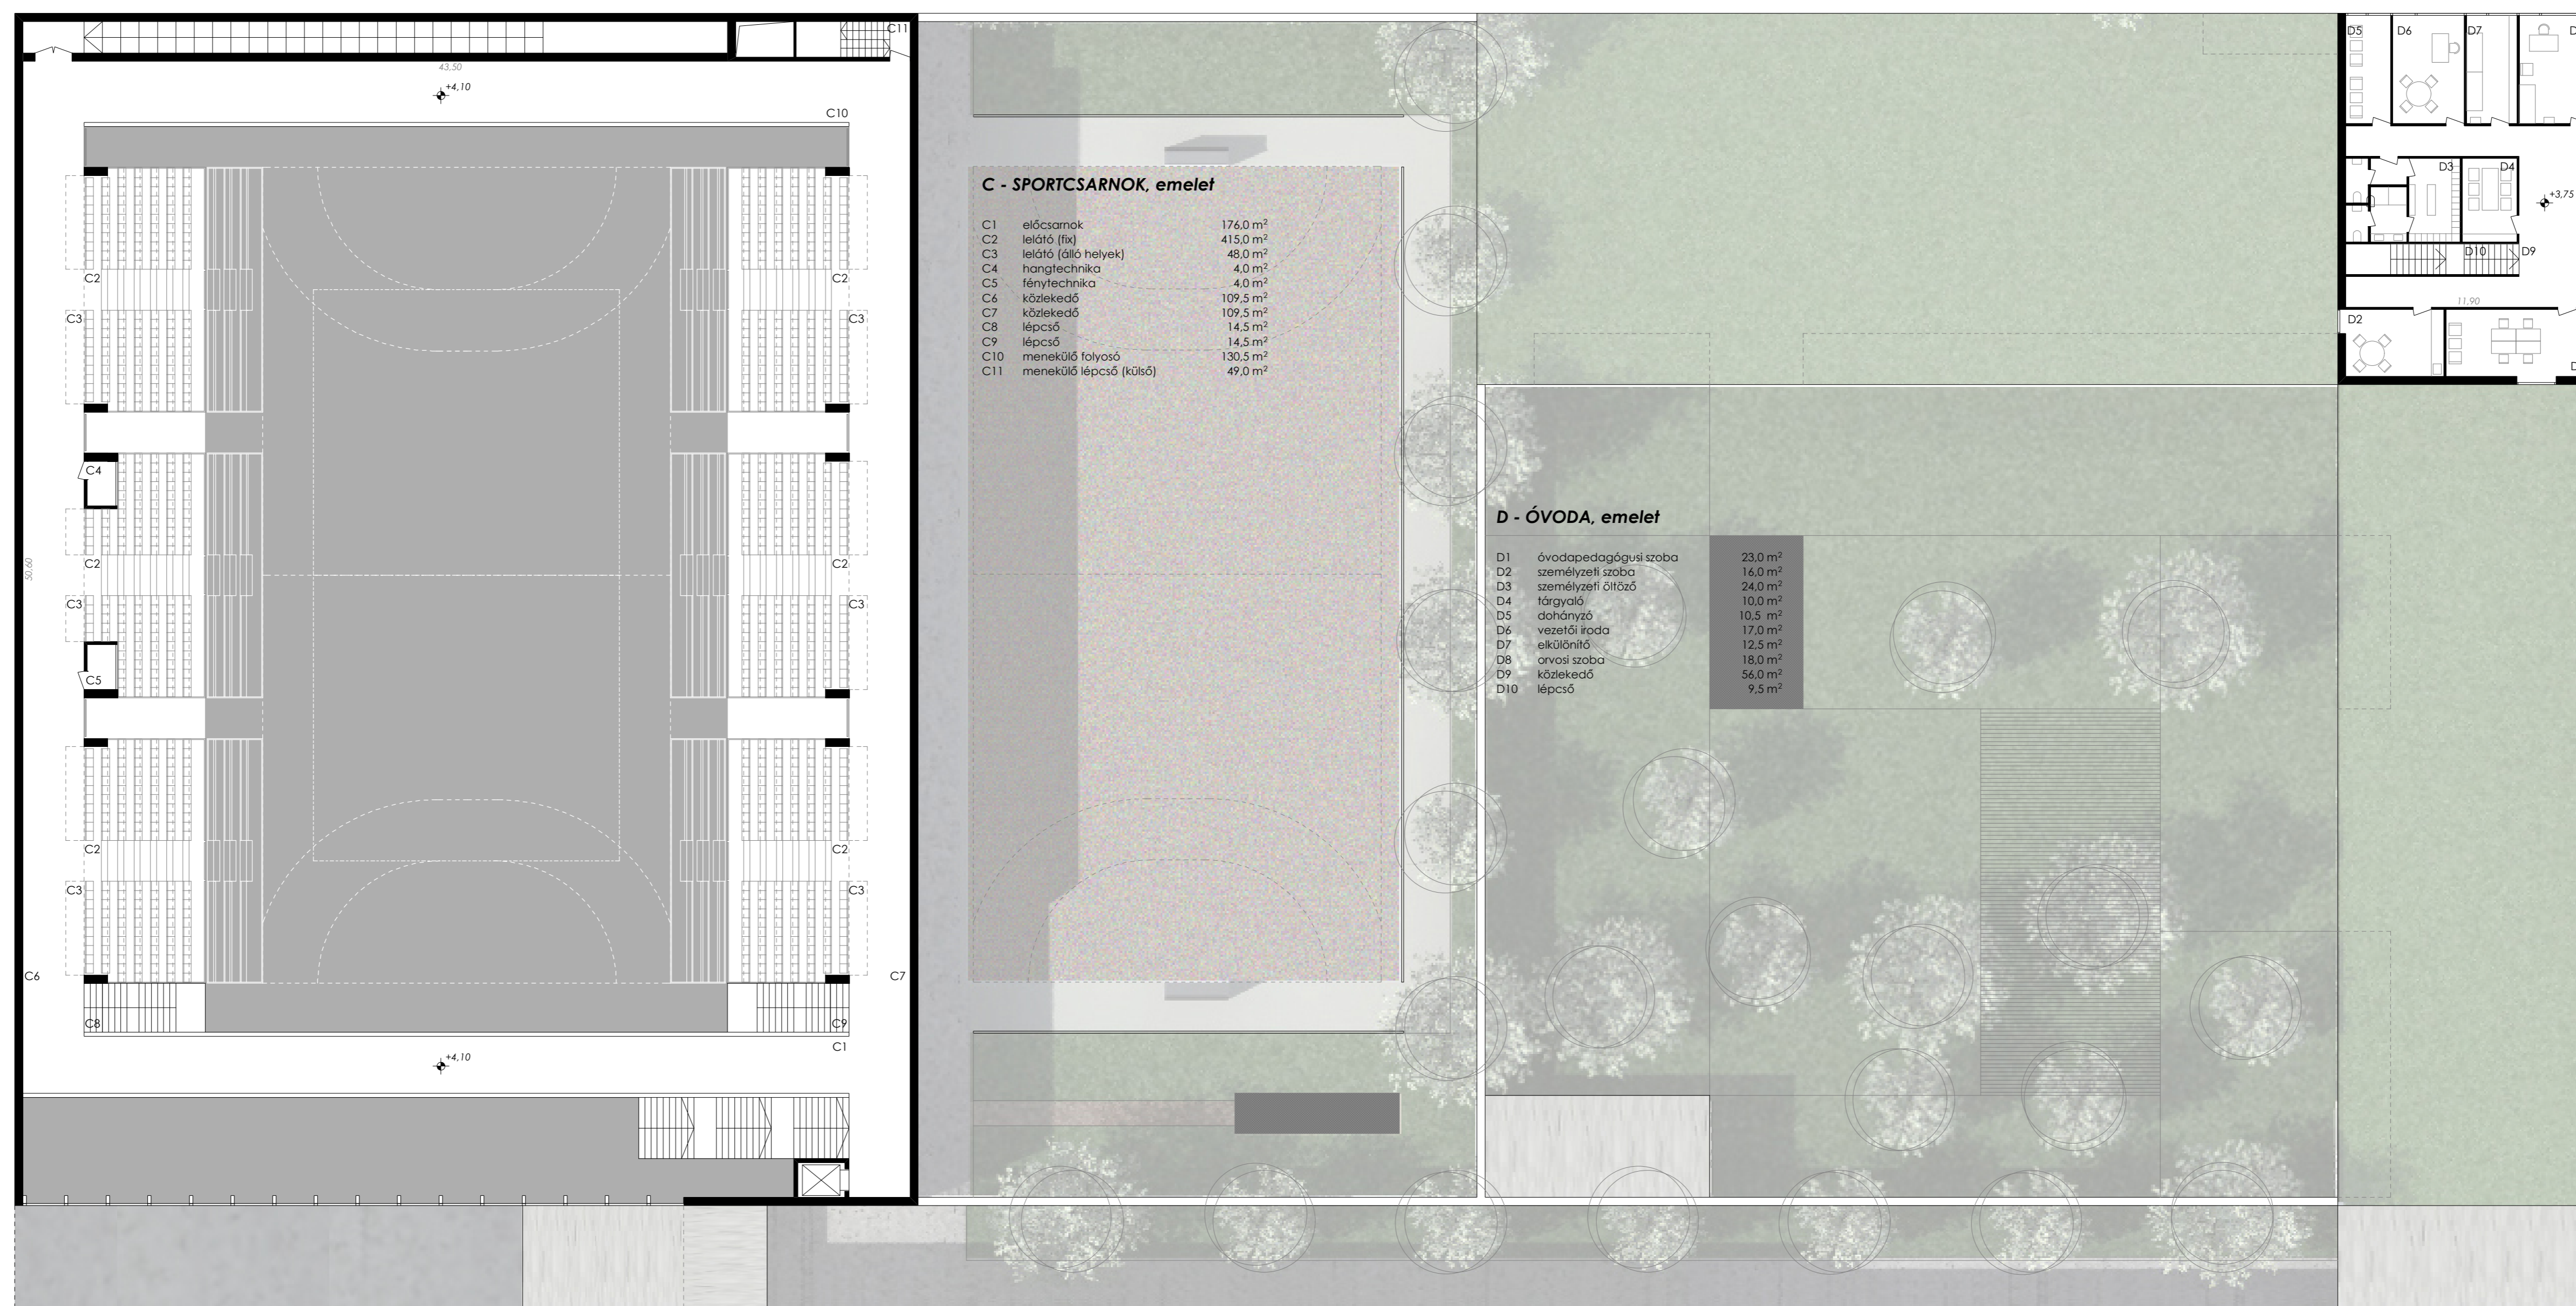 C11
43,50
+4,10
C10
C2
C2
C3
C3
C4
C2
C2
50,60
C3
C3
C5
C2
C2
C3
C3
C6
C7
C8
C9
C1
+4,10
C - SPORTCSARNOK, emelet
C1 előcsarnok 176,0 m²
C2 lelátó (fix) 415,0 m²
C3 lelátó (álló helyek) 48,0 m²
C4 hangtechnika 4,0 m²
C5 fénytechnika 4,0 m²
C6 közlekedő 109,5 m²
C7 közlekedő 109,5 m²
C8 lépcső 14,5 m²
C9 lépcső 14,5 m²
C10 menekülő folyosó 130,5 m²
C11 menekülő lépcső (külső) 49,0 m²
D - ÓVODA, emelet
D1 óvodapedagógusi szoba 23,0 m²
D2 személyzeti szoba 16,0 m²
D3 személyzeti öltöző 24,0 m²
D4 tárgyaló 10,0 m²
D5 dohányzó 10,5 m²
D6 vezetői iroda 17,0 m²
D7 elkülönítő 12,5 m²
D8 orvosi szoba 18,0 m²
D9 közlekedő 56,0 m²
D10 lépcső 9,5 m²
D5 D6 D7
D3 D4
+3,75
D10 D9
11,90
D2